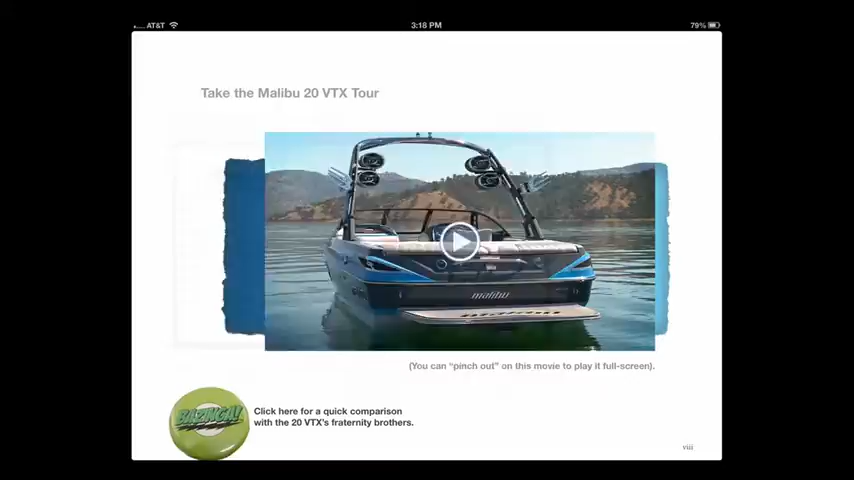 AT&T
3:18 PM
79%
Take the Malibu 20 VTX Tour
malibu
(You can “pinch out” on this movie to play it full-screen).
BAZINGA!
Click here for a quick comparison
with the 20 VTX’s fraternity brothers.
viii